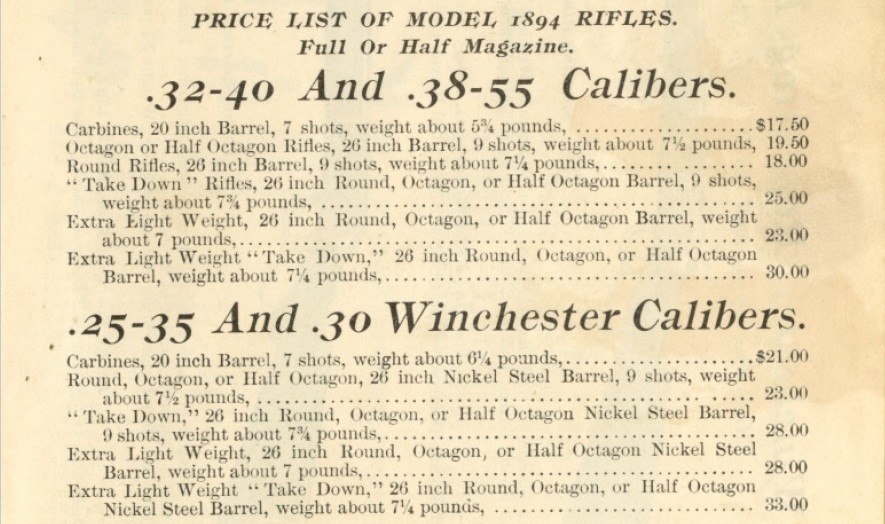 PRICE LIST OF MODEL 1894 RIFLES.
Full Or Half Magazine.
.32-40 And .38-55 Calibers.
Carbines, 20 inch Barrel, 7 shots, weight about 5¾ pounds, ....................$17.50
Octagon or Half Octagon Rifles, 26 inch Barrel, 9 shots, weight about 7½ pounds, 19.50
Round Rifles, 26 inch Barrel, 9 shots, weight about 7¼ pounds,................. 18.00
“Take Down” Rifles, 26 inch Round, Octagon, or Half Octagon Barrel, 9 shots,
weight about 7¾ pounds, ................................................ 25.00
Extra Light Weight, 26 inch Round, Octagon, or Half Octagon Barrel, weight
about 7 pounds,......................................................... 23.00
Extra Light Weight “Take Down,” 26 inch Round, Octagon, or Half Octagon
Barrel, weight about 7¼ pounds,......................................... 30.00
.25-35 And .30 Winchester Calibers.
Carbines, 20 inch Barrel, 7 shots, weight about 6¼ pounds,.....................$21.00
Round, Octagon, or Half Octagon, 26 inch Nickel Steel Barrel, 9 shots, weight
about 7½ pounds, ....................................................... 23.00
“Take Down,” 26 inch Round, Octagon, or Half Octagon Nickel Steel Barrel,
9 shots, weight about 7¾ pounds,......................................... 28.00
Extra Light Weight, 26 inch Round, Octagon, or Half Octagon Nickel Steel
Barrel, weight about 7 pounds,........................................... 28.00
Extra Light Weight “Take Down,” 26 inch Round, Octagon, or Half Octagon
Nickel Steel Barrel, weight about 7¼ pounds, ............................. 33.00